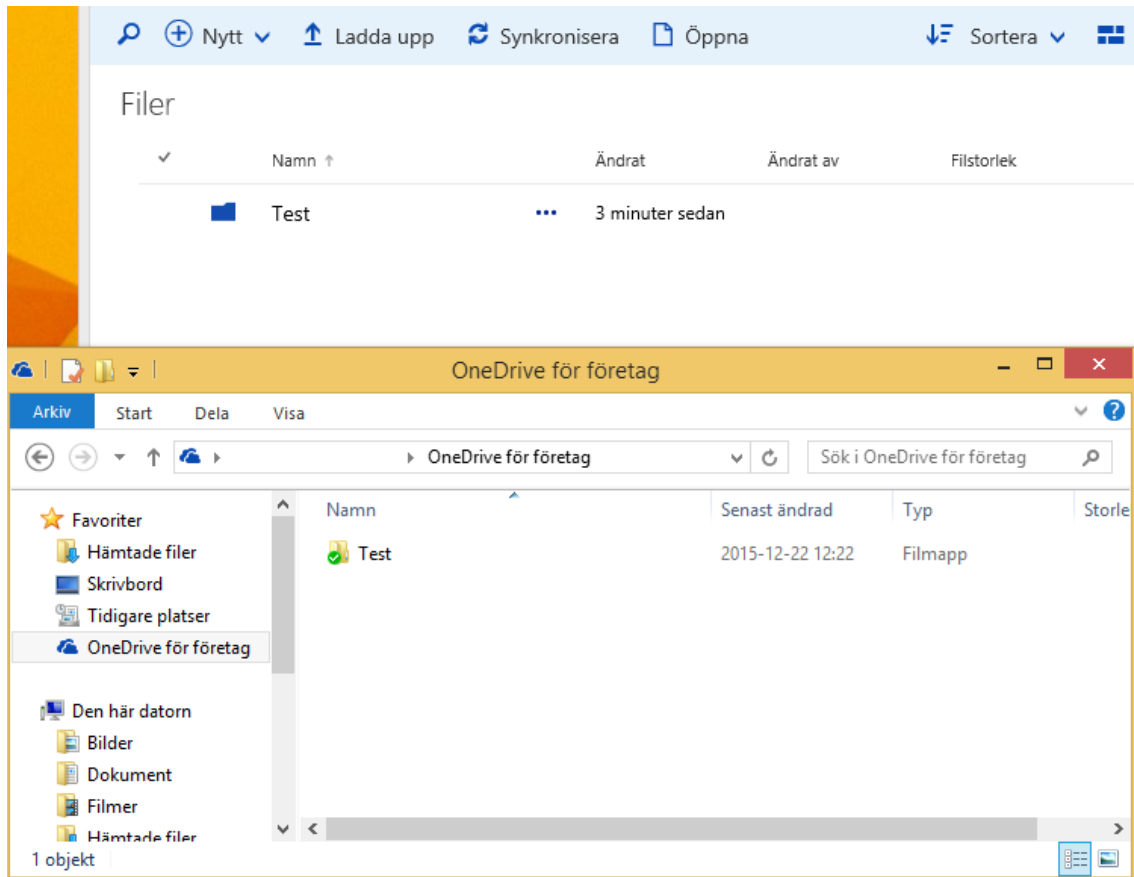 Nytt Ladda upp Synkronisera Öppna Sortera
Filer
Namn Ändrat Ändrat av Filstorlek
Test ••• 3 minuter sedan
OneDrive för företag
Arkiv Start Dela Visa
OneDrive för företag Sök i OneDrive för företag
Namn Senast ändrad Typ Storle
Favoriter
Test 2015-12-22 12:22 Filmapp
Hämtade filer
Skrivbord
Tidigare platser
OneDrive för företag
Den här datorn
Bilder
Dokument
Filmer
Hämtade filer
1 objekt